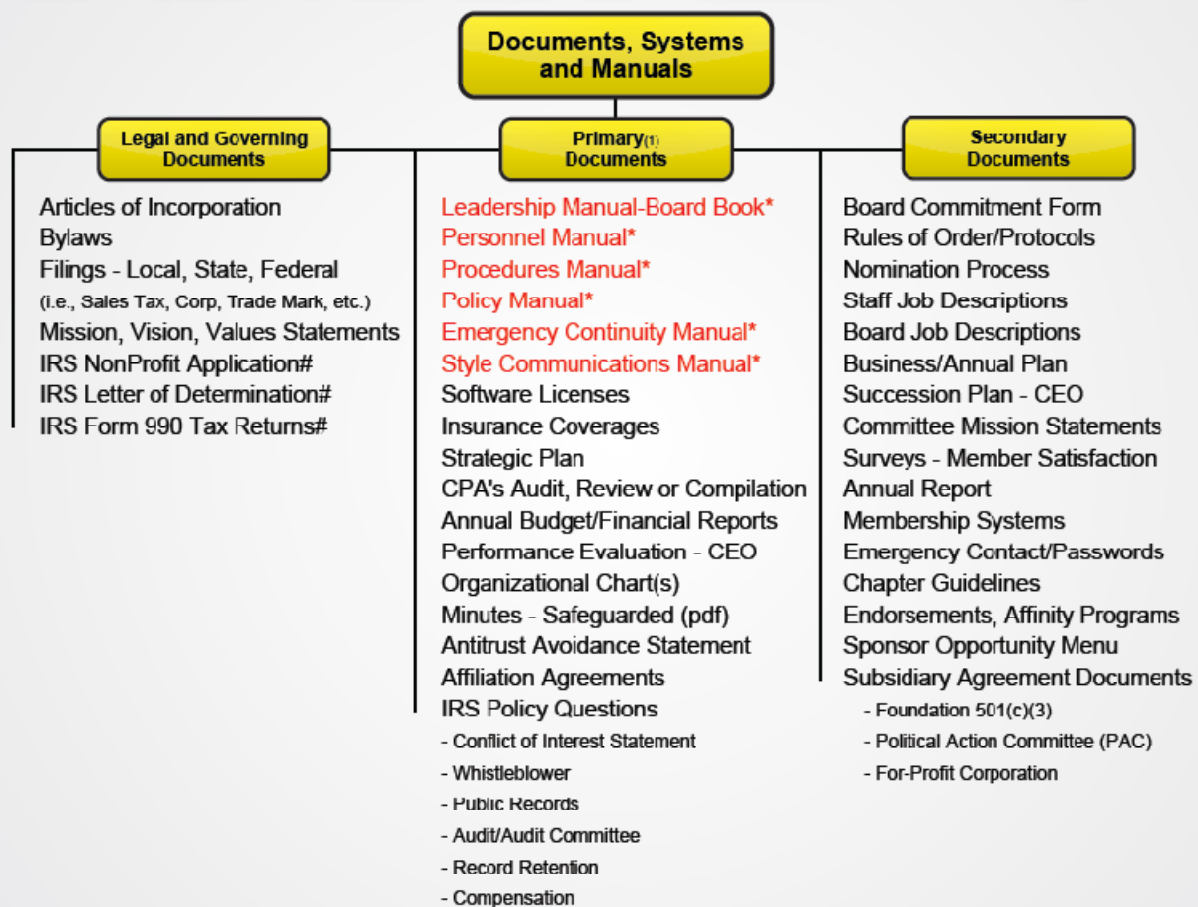 Documents, Systems
and Manuals
Legal and Governing
Documents
Articles of Incorporation
Bylaws
Filings - Local, State, Federal
(i.e., Sales Tax, Corp, Trade Mark, etc.)
Mission, Vision, Values Statements
IRS NonProfit Application#
IRS Letter of Determination#
IRS Form 990 Tax Returns#
Primary(1)
Documents
Leadership Manual-Board Book*
Personnel Manual*
Procedures Manual*
Policy Manual*
Emergency Continuity Manual*
Style Communications Manual*
Software Licenses
Insurance Coverages
Strategic Plan
CPA's Audit, Review or Compilation
Annual Budget/Financial Reports
Performance Evaluation - CEO
Organizational Chart(s)
Minutes - Safeguarded (pdf)
Antitrust Avoidance Statement
Affiliation Agreements
IRS Policy Questions
- Conflict of Interest Statement
- Whistleblower
- Public Records
- Audit/Audit Committee
- Record Retention
- Compensation
Secondary
Documents
Board Commitment Form
Rules of Order/Protocols
Nomination Process
Staff Job Descriptions
Board Job Descriptions
Business/Annual Plan
Succession Plan - CEO
Committee Mission Statements
Surveys - Member Satisfaction
Annual Report
Membership Systems
Emergency Contact/Passwords
Chapter Guidelines
Endorsements, Affinity Programs
Sponsor Opportunity Menu
Subsidiary Agreement Documents
- Foundation 501(c)(3)
- Political Action Committee (PAC)
- For-Profit Corporation